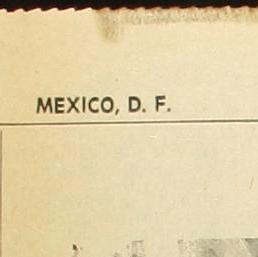 MEXICO, D. F.